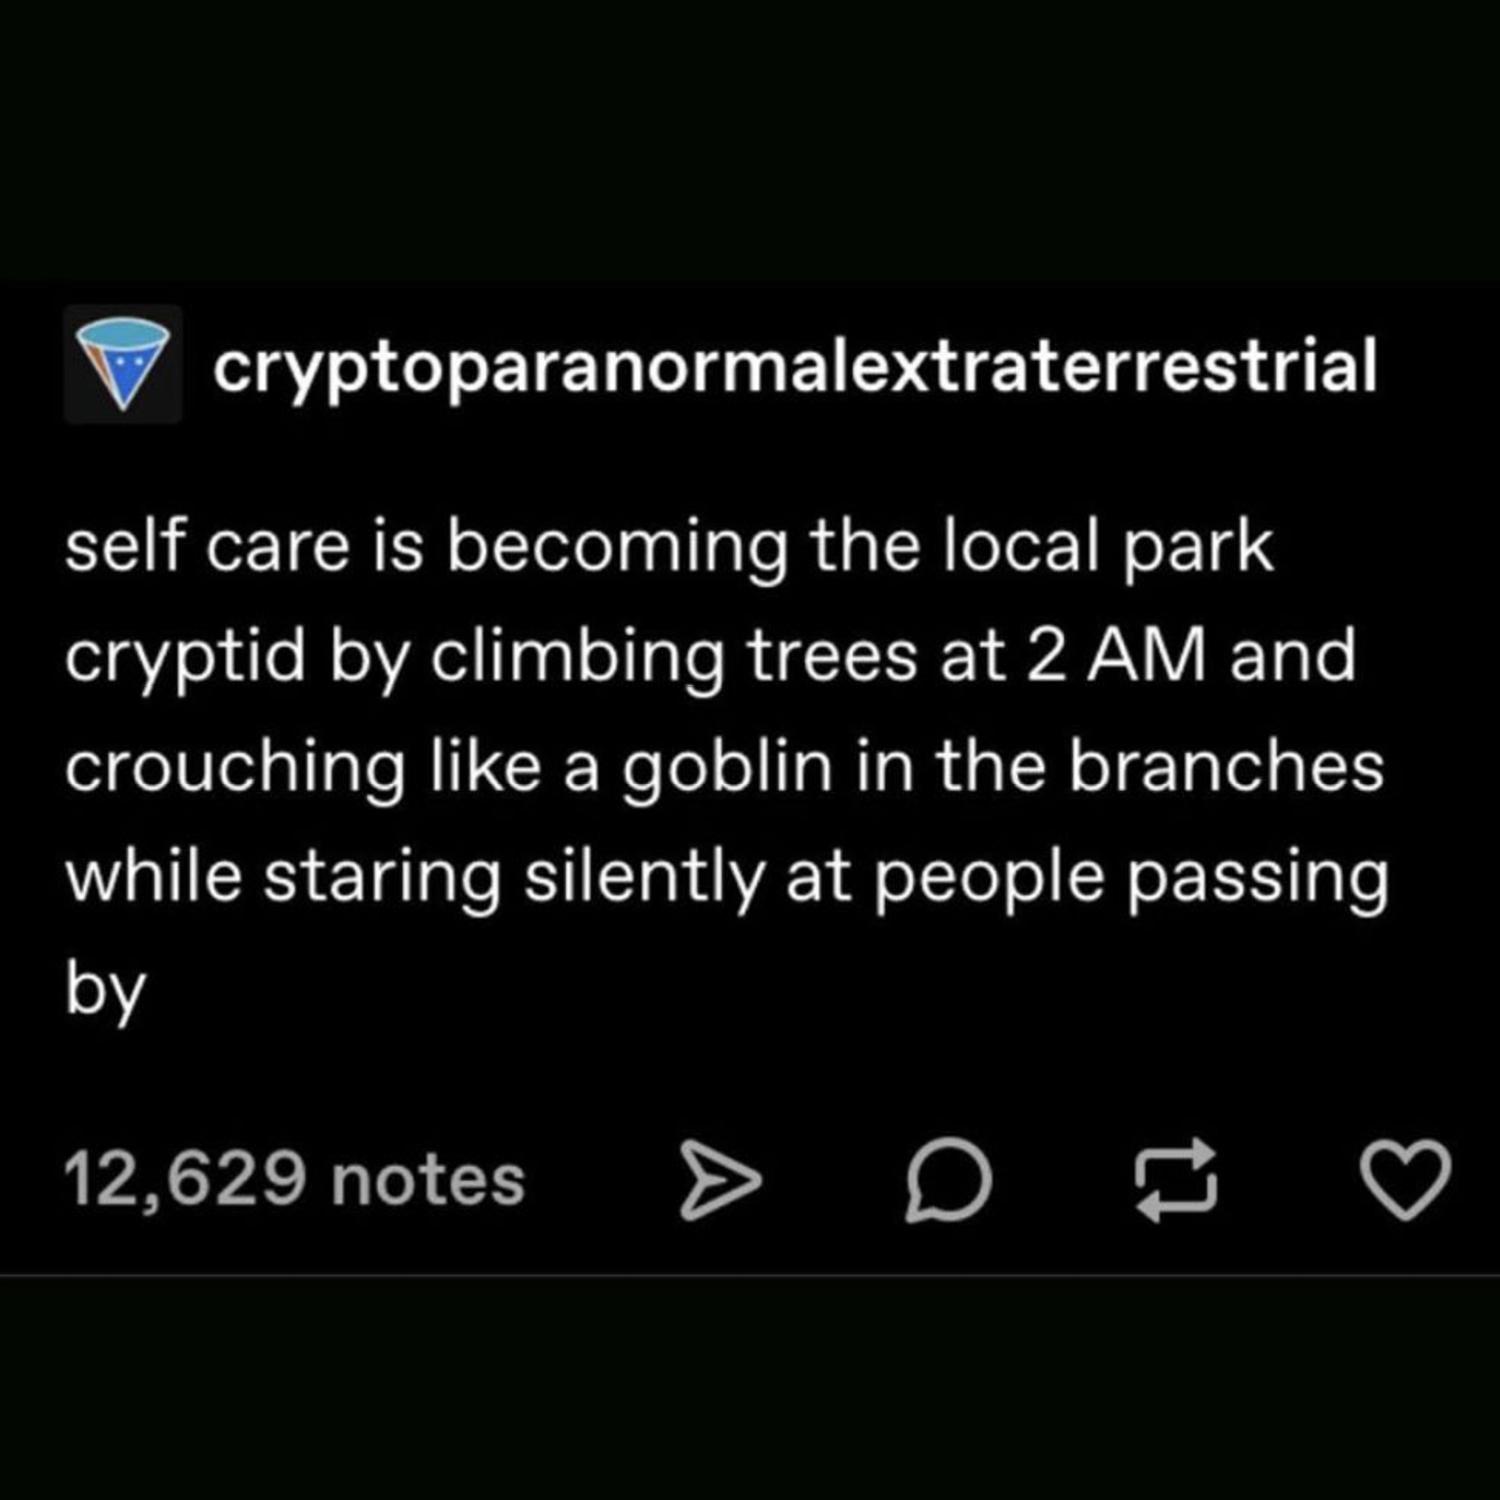 cryptoparanormalextraterrestrial
self care is becoming the local park
cryptid by climbing trees at 2 AM and
crouching like a goblin in the branches
while staring silently at people passing
by
12,629 notes